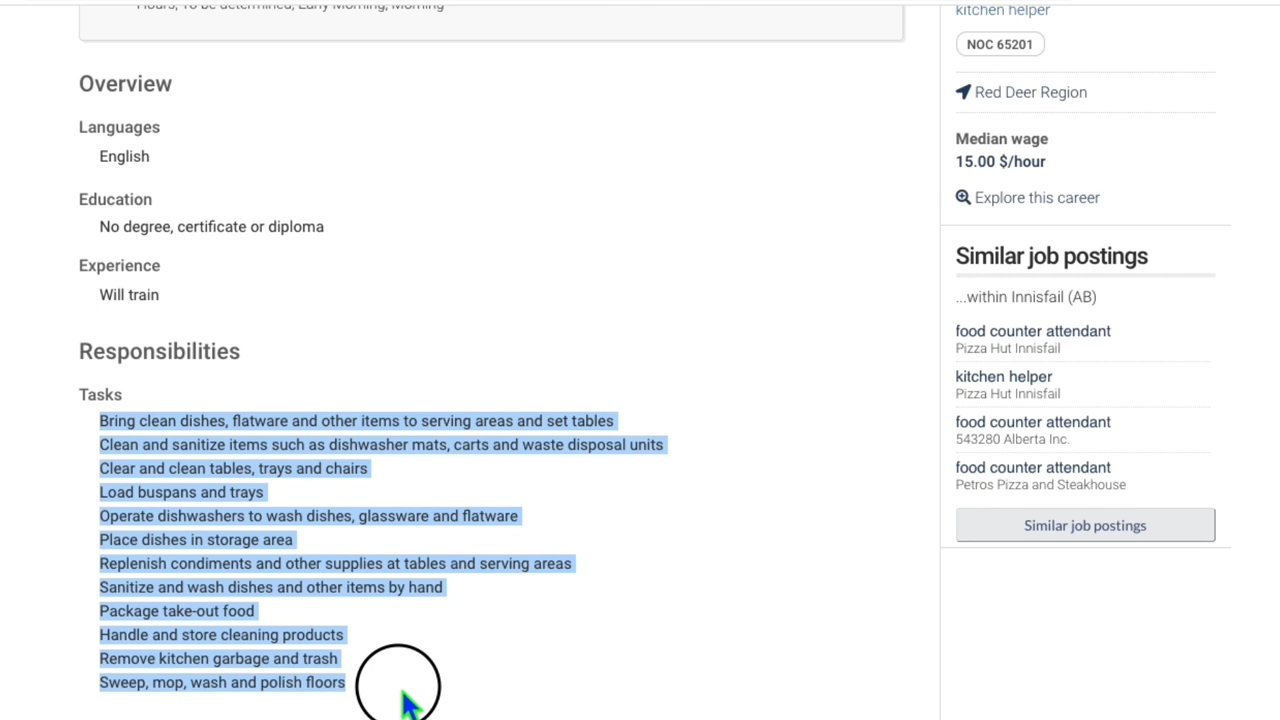 Hours, To be determined, Early Morning, Morning
Overview
Languages
English
Education
No degree, certificate or diploma
Experience
Will train
Responsibilities
Tasks
Bring clean dishes, flatware and other items to serving areas and set tables
Clean and sanitize items such as dishwasher mats, carts and waste disposal units
Clear and clean tables, trays and chairs
Load buspans and trays
Operate dishwashers to wash dishes, glassware and flatware
Place dishes in storage area
Replenish condiments and other supplies at tables and serving areas
Sanitize and wash dishes and other items by hand
Package take-out food
Handle and store cleaning products
Remove kitchen garbage and trash
Sweep, mop, wash and polish floors
kitchen helper
NOC 65201
Red Deer Region
Median wage
15.00 $/hour
Explore this career
Similar job postings
...within Innisfail (AB)
food counter attendant
Pizza Hut Innisfail
kitchen helper
Pizza Hut Innisfail
food counter attendant
543280 Alberta Inc.
food counter attendant
Petros Pizza and Steakhouse
Similar job postings